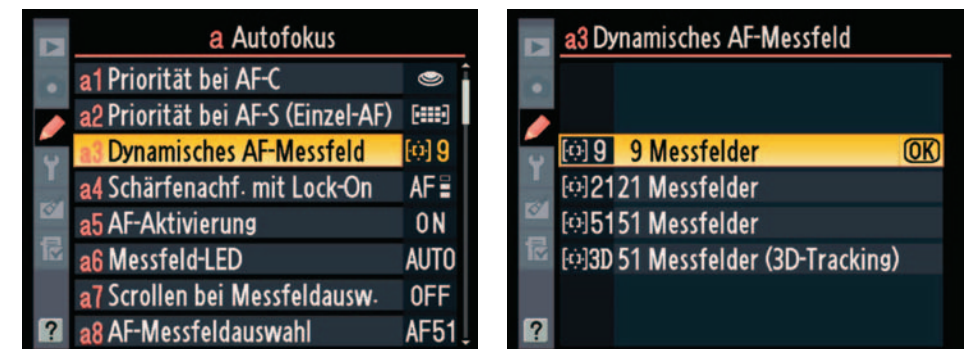 a Autofokus
a1 Priorität bei AF-C
a2 Priorität bei AF-S (Einzel-AF)
a3 Dynamisches AF-Messfeld [ ] 9
a4 Schärfenachf. mit Lock-On AF
a5 AF-Aktivierung ON
a6 Messfeld-LED AUTO
a7 Scrollen bei Messfeldausw. OFF
? a8 AF-Messfeldauswahl AF51
a3 Dynamisches AF-Messfeld
[ ] 9 9 Messfelder OK
[ ] 21 21 Messfelder
[ ] 51 51 Messfelder
[ ] 3D 51 Messfelder (3D-Tracking)
?